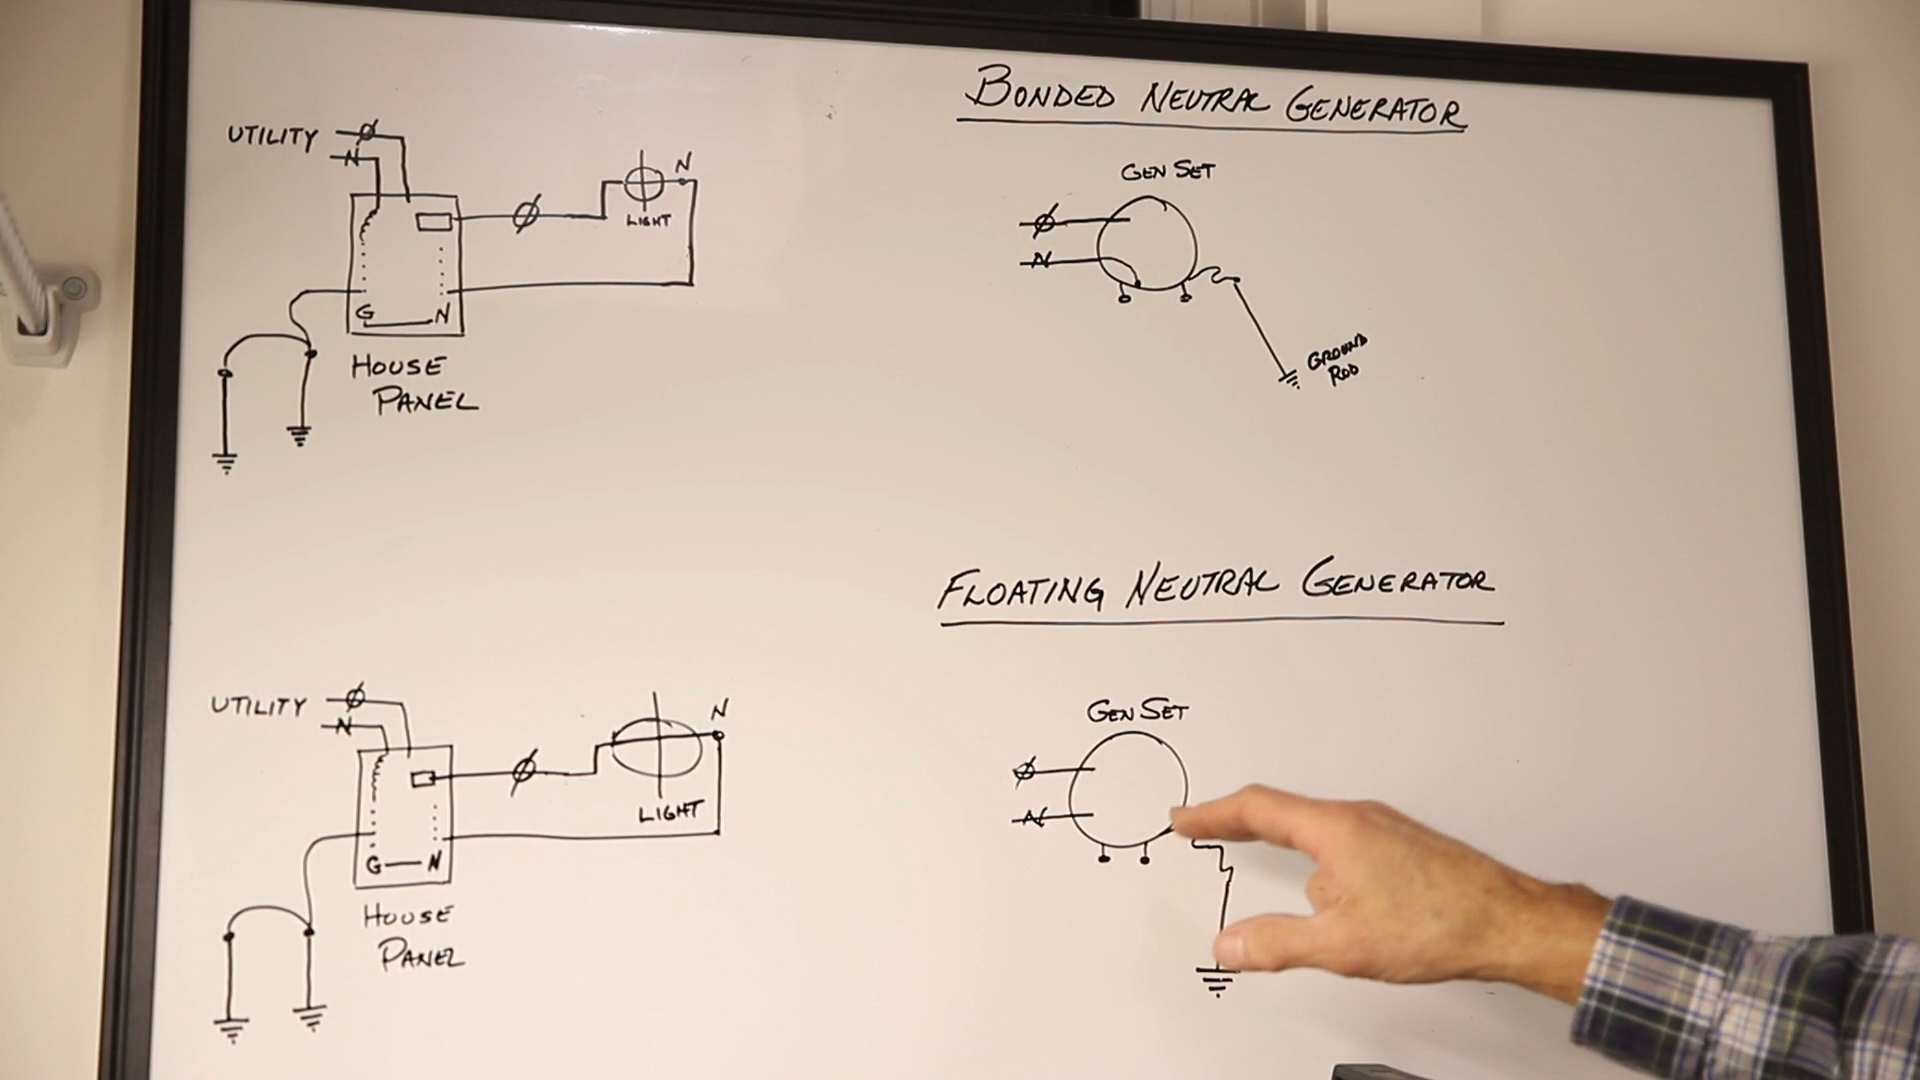 BONDED NEUTRAL GENERATOR
UTILITY
Ø
N
Ø
LIGHT
N
G N
HOUSE
PANEL
GEN SET
Ø
N
GROUND
ROD
FLOATING NEUTRAL GENERATOR
UTILITY
Ø
N
Ø
LIGHT
N
G N
HOUSE
PANEL
GEN SET
Ø
N